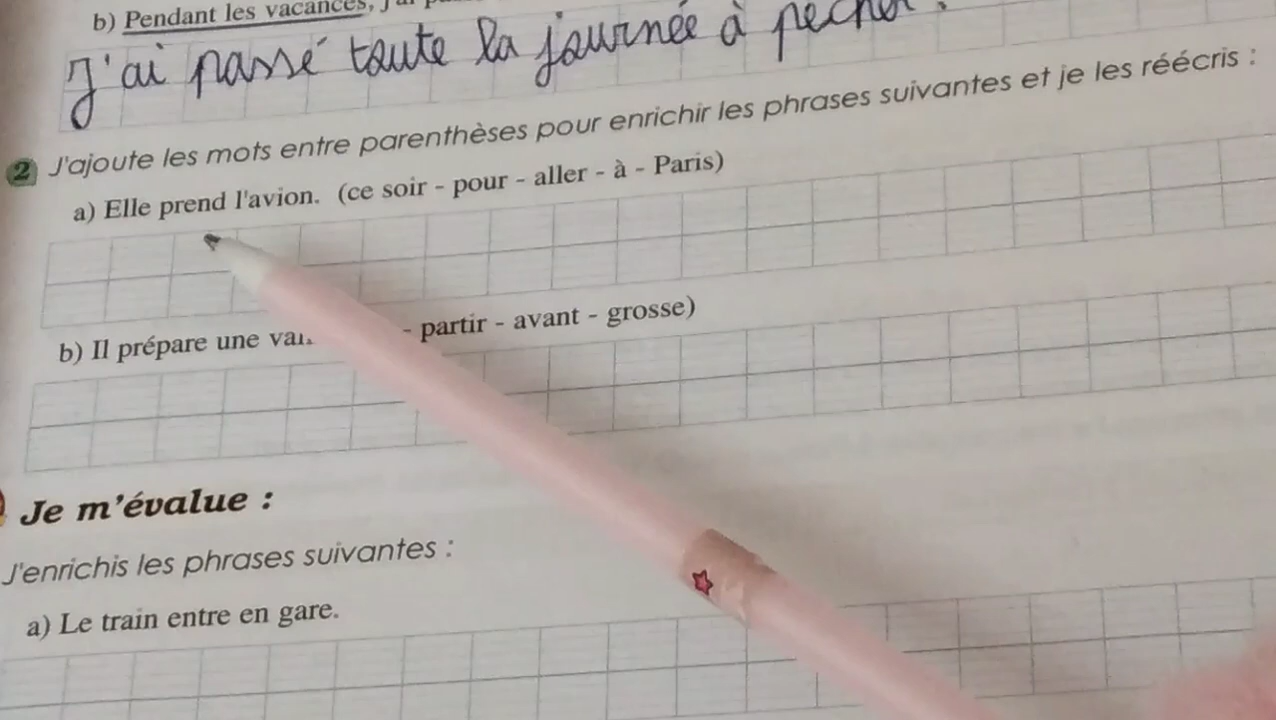 b) Pendant les vacances, j'ai
J'ai passé toute la journée à pêcher.
2 J'ajoute les mots entre parenthèses pour enrichir les phrases suivantes et je les réécris :
a) Elle prend l'avion. (ce soir - pour - aller - à - Paris)
b) Il prépare une - partir - avant - grosse)
Je m'évalue :
J'enrichis les phrases suivantes :
a) Le train entre en gare.